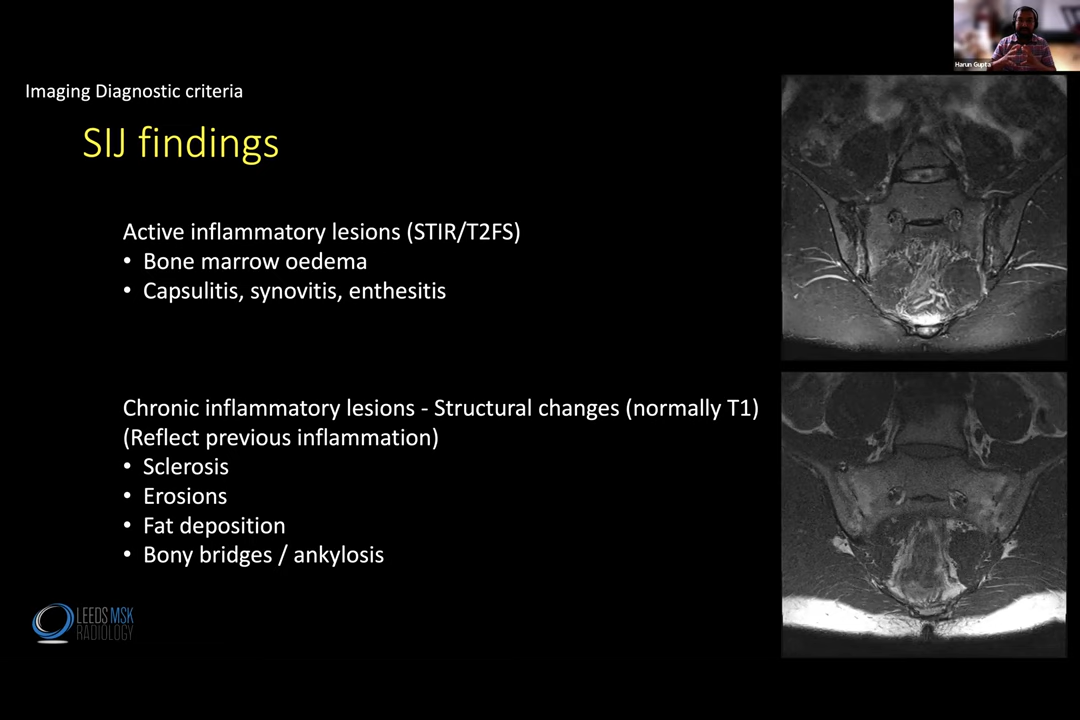 Harun Gupta
Imaging Diagnostic criteria
SIJ findings
Active inflammatory lesions (STIR/T2FS)
• Bone marrow oedema
• Capsulitis, synovitis, enthesitis
Chronic inflammatory lesions - Structural changes (normally T1)
(Reflect previous inflammation)
• Sclerosis
• Erosions
• Fat deposition
• Bony bridges / ankylosis
LEEDS MSK
RADIOLOGY